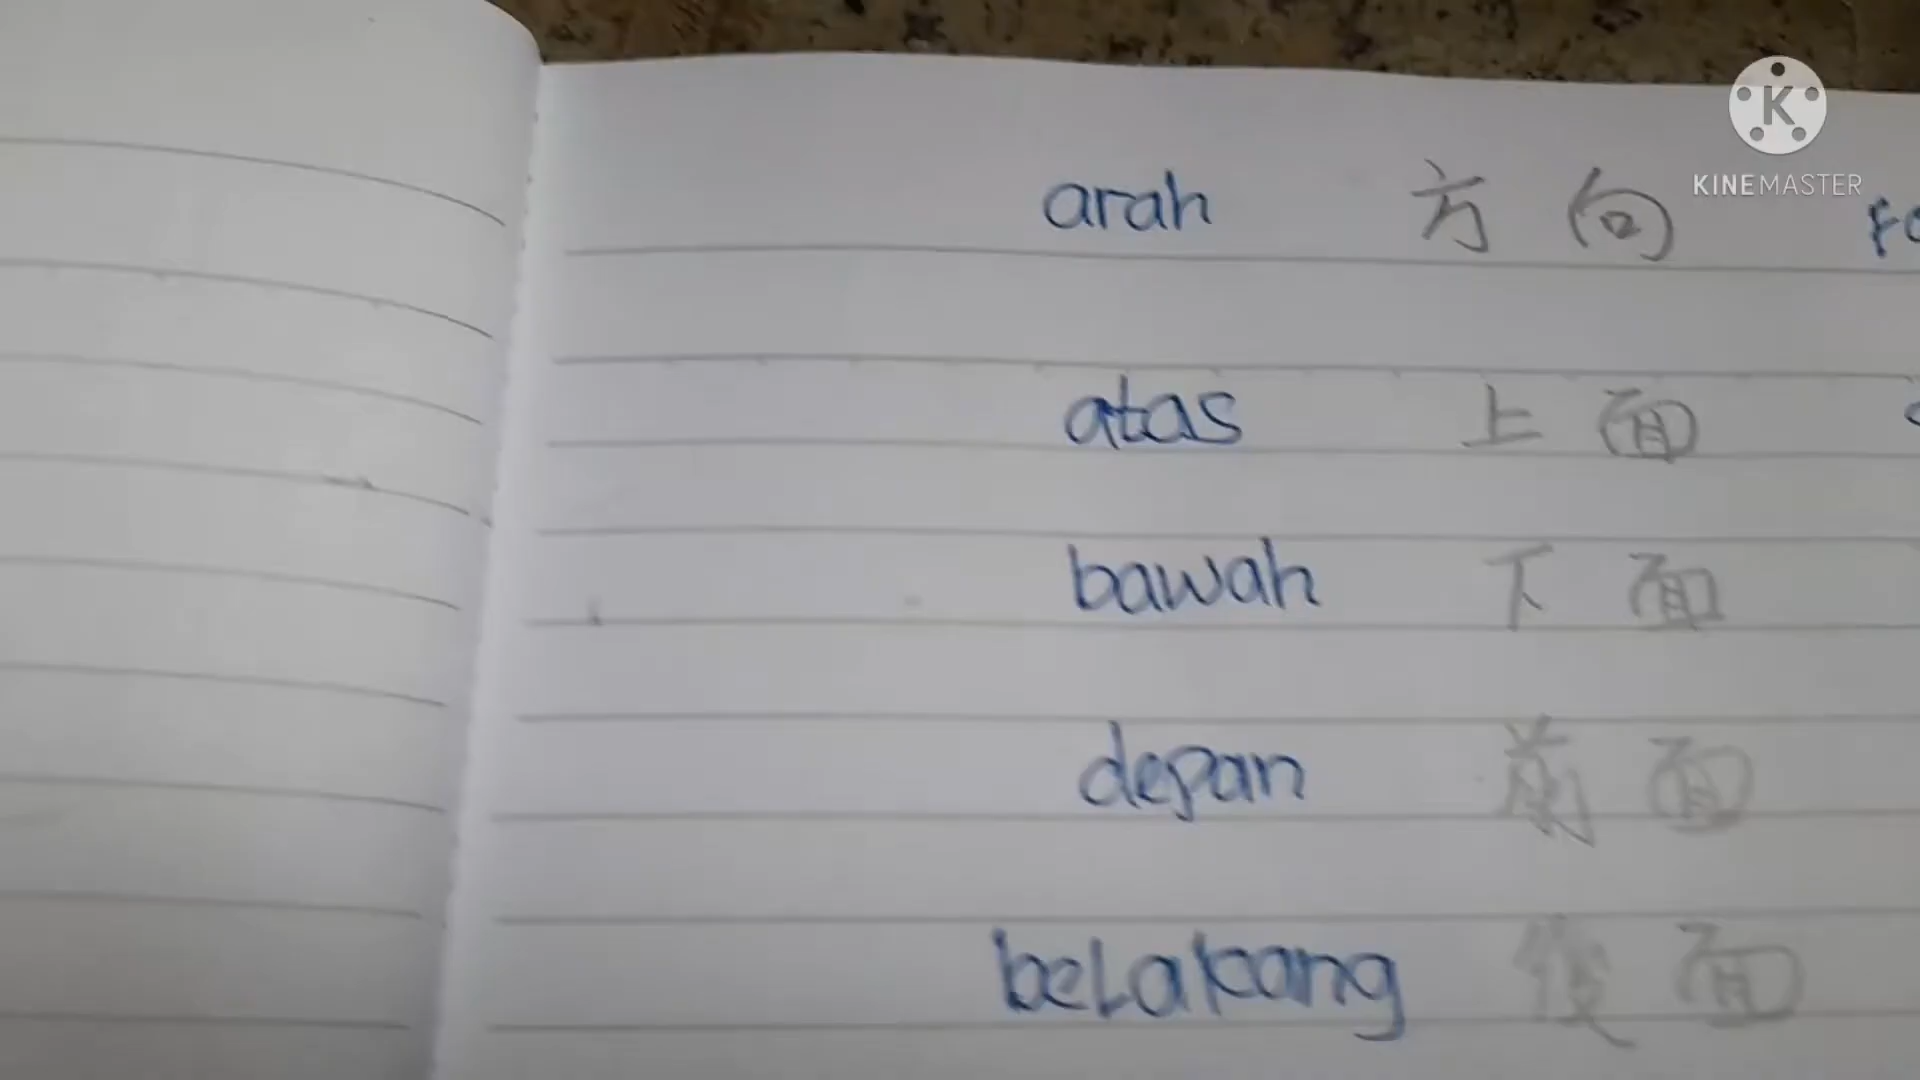 KINEMASTER
arah 方向
atas 上面
bawah 下面
depan 前面
belakang 後面